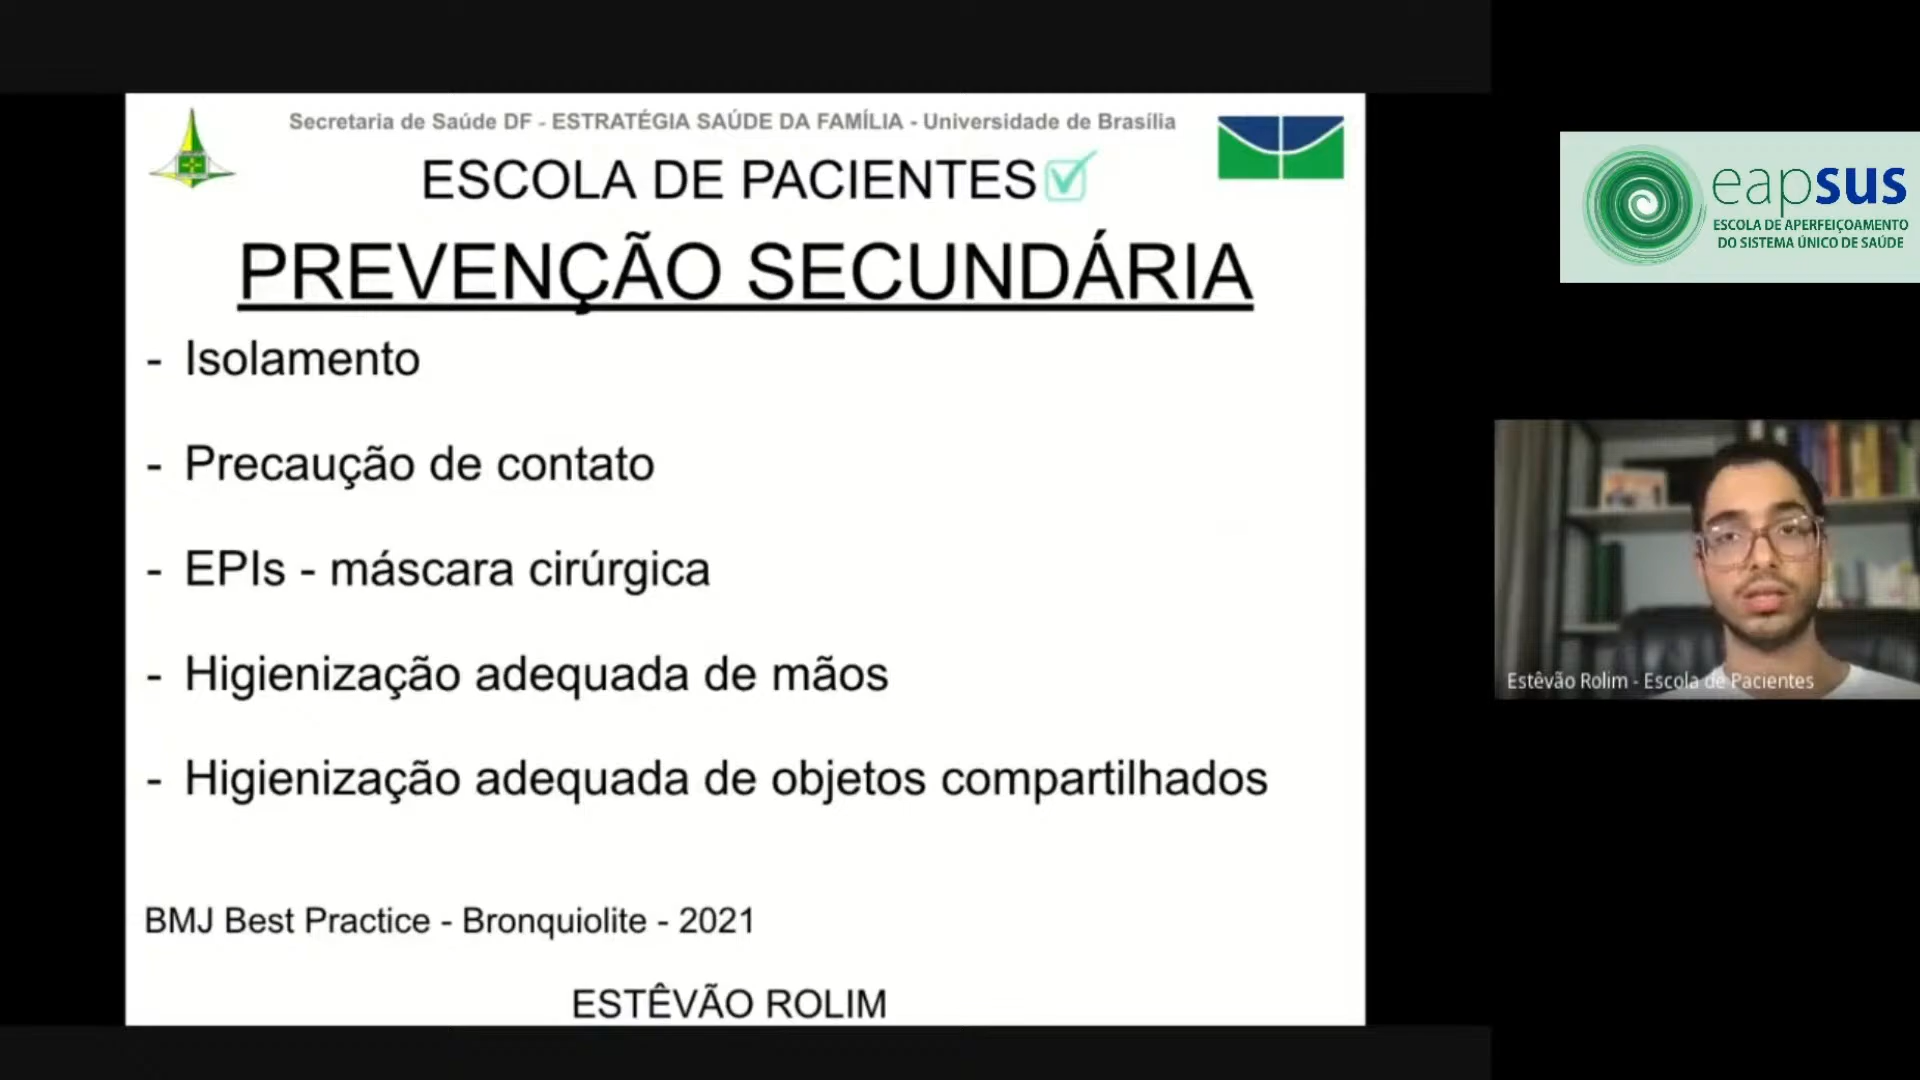 Secretaria de Saúde DF - ESTRATÉGIA SAÚDE DA FAMÍLIA - Universidade de Brasília
ESCOLA DE PACIENTES
PREVENÇÃO SECUNDÁRIA
- Isolamento
- Precaução de contato
- EPIs - máscara cirúrgica
- Higienização adequada de mãos
- Higienização adequada de objetos compartilhados
BMJ Best Practice - Bronquiolite - 2021
ESTÊVÃO ROLIM
eapsus
ESCOLA DE APERFEIÇOAMENTO
DO SISTEMA ÚNICO DE SAÚDE
Estêvão Rolim - Escola de Pacientes